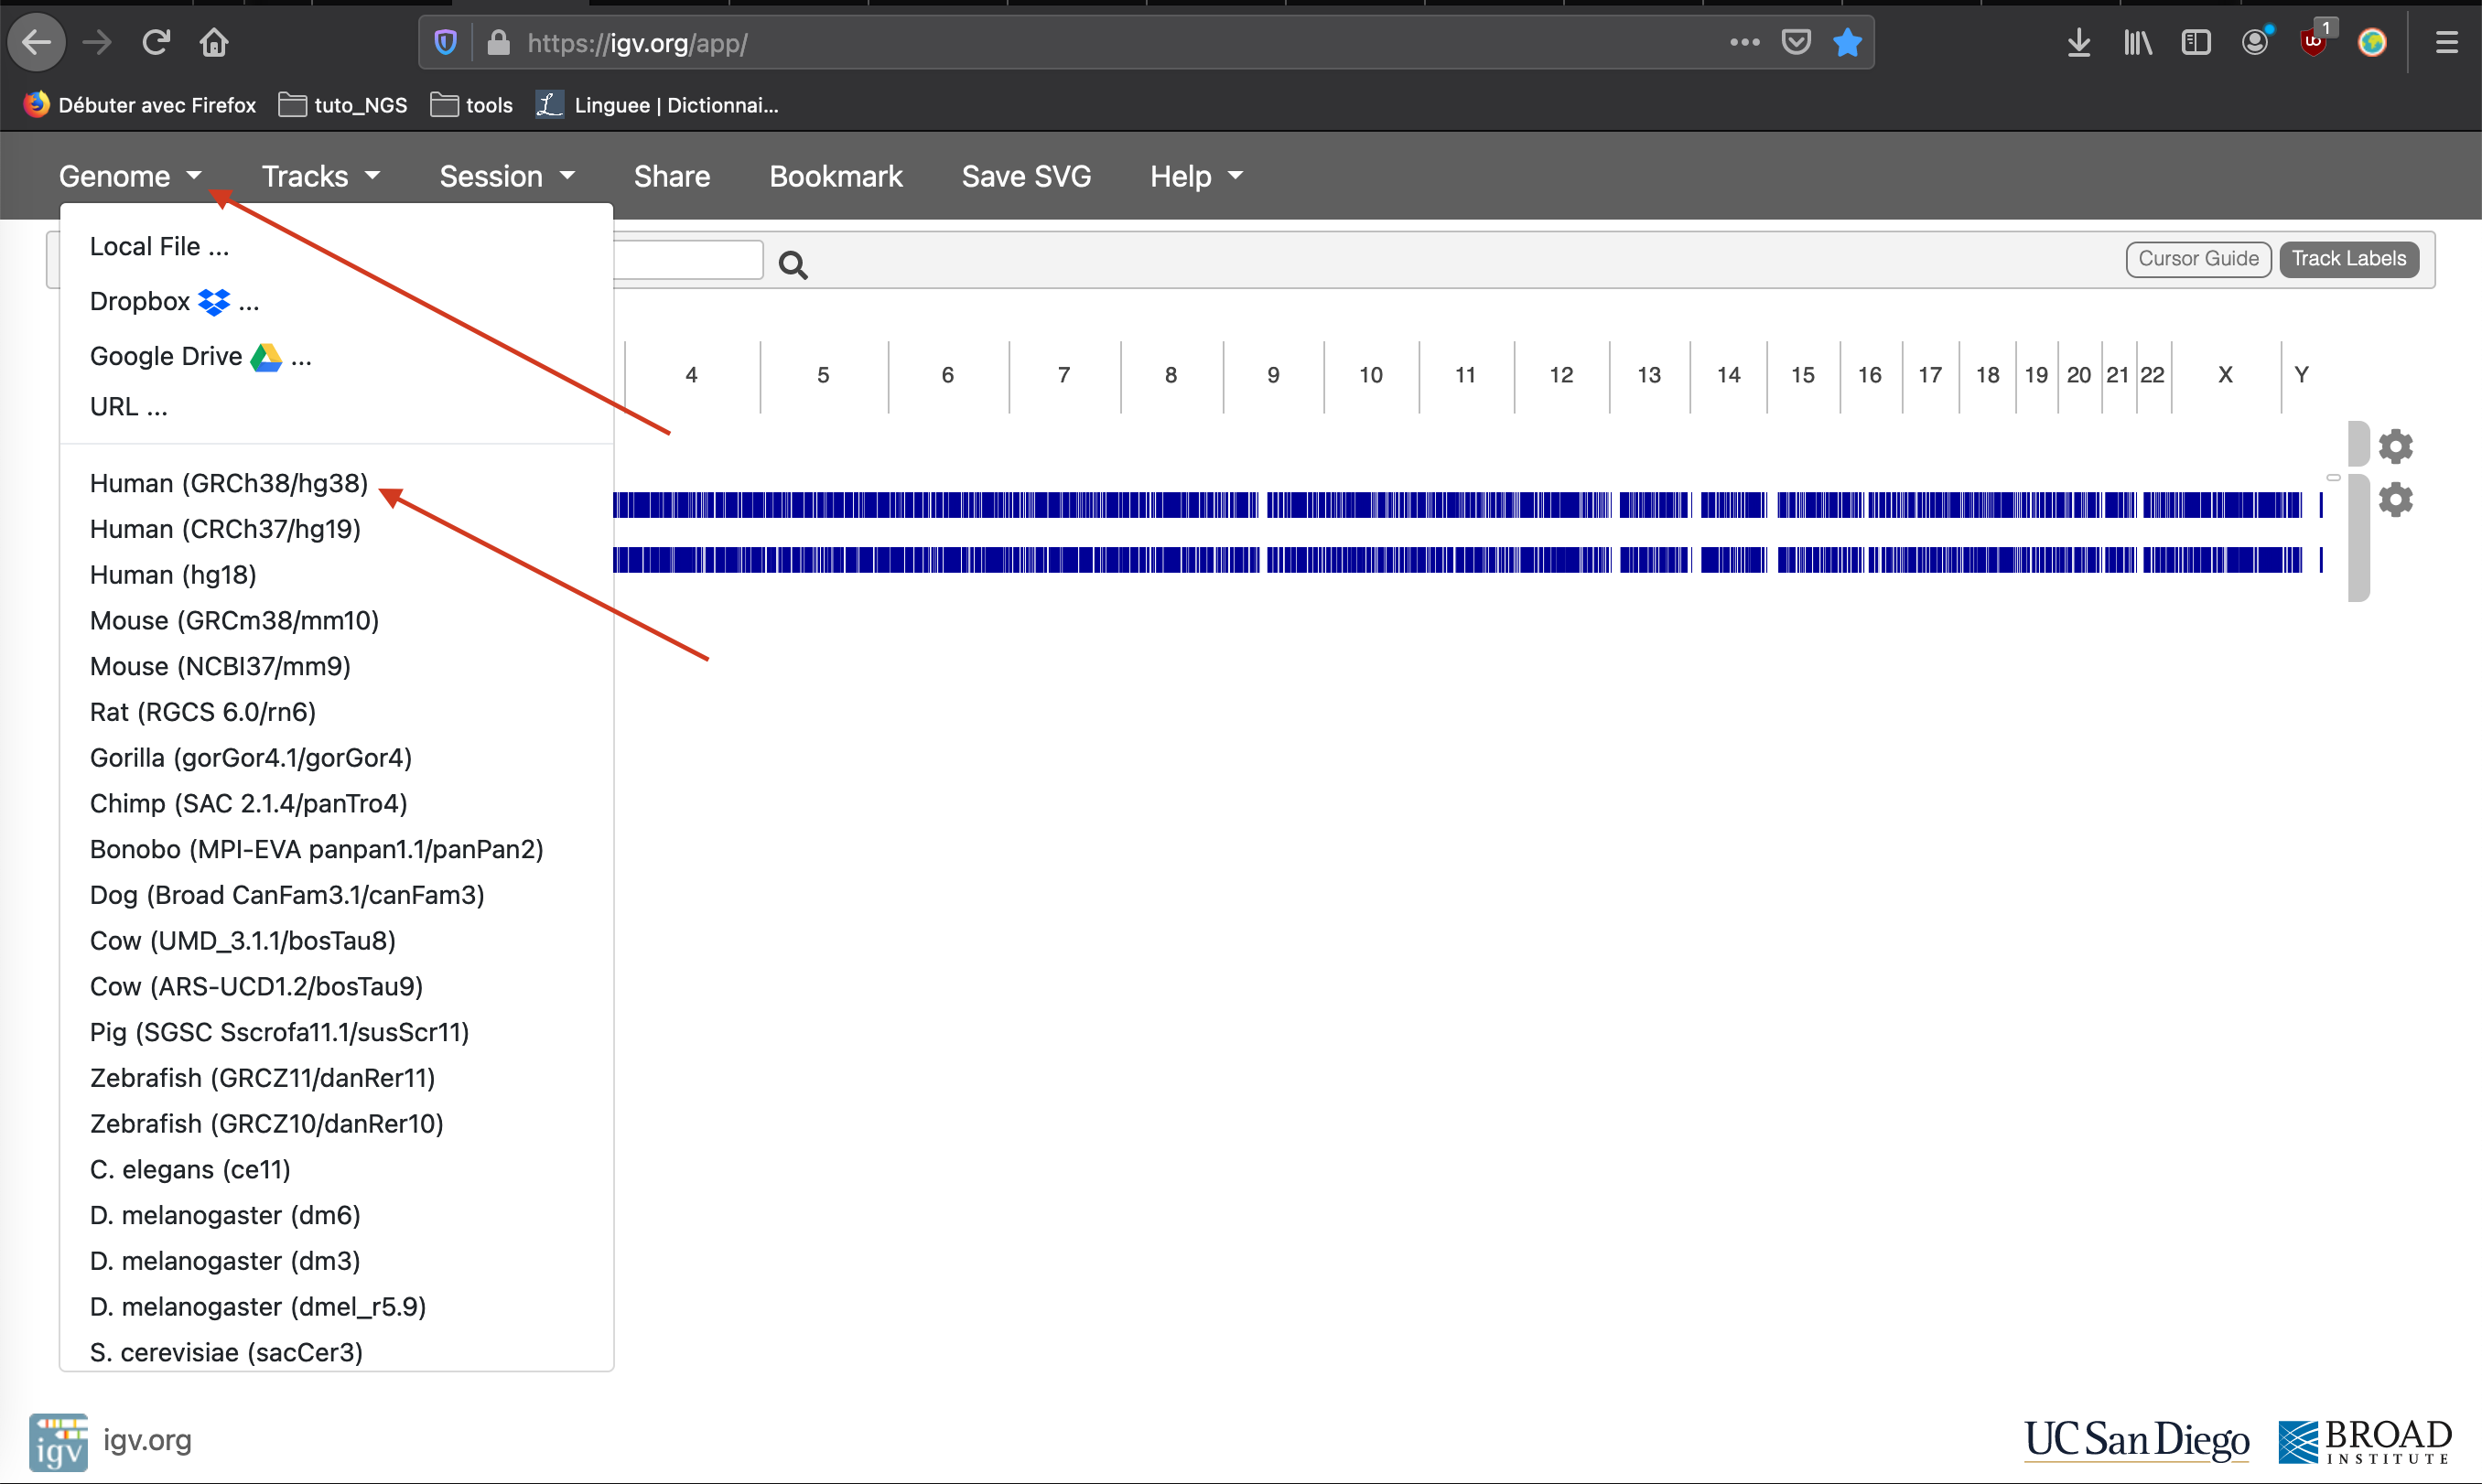 https://igv.org/app/
1
Débuter avec Firefox tuto_NGS tools Linguee | Dictionnai...
Genome Tracks Session Share Bookmark Save SVG Help
Local File ...
Dropbox ...
Google Drive ...
URL ...
Cursor Guide Track Labels
4 5 6 7 8 9 10 11 12 13 14 15 16 17 18 19 20 21 22 X Y
Human (GRCh38/hg38)
Human (CRCh37/hg19)
Human (hg18)
Mouse (GRCm38/mm10)
Mouse (NCBI37/mm9)
Rat (RGCS 6.0/rn6)
Gorilla (gorGor4.1/gorGor4)
Chimp (SAC 2.1.4/panTro4)
Bonobo (MPI-EVA panpan1.1/panPan2)
Dog (Broad CanFam3.1/canFam3)
Cow (UMD_3.1.1/bosTau8)
Cow (ARS-UCD1.2/bosTau9)
Pig (SGSC Sscrofa11.1/susScr11)
Zebrafish (GRCZ11/danRer11)
Zebrafish (GRCZ10/danRer10)
C. elegans (ce11)
D. melanogaster (dm6)
D. melanogaster (dm3)
D. melanogaster (dmel_r5.9)
S. cerevisiae (sacCer3)
igv igv.org
UC San Diego
BROAD
INSTITUTE